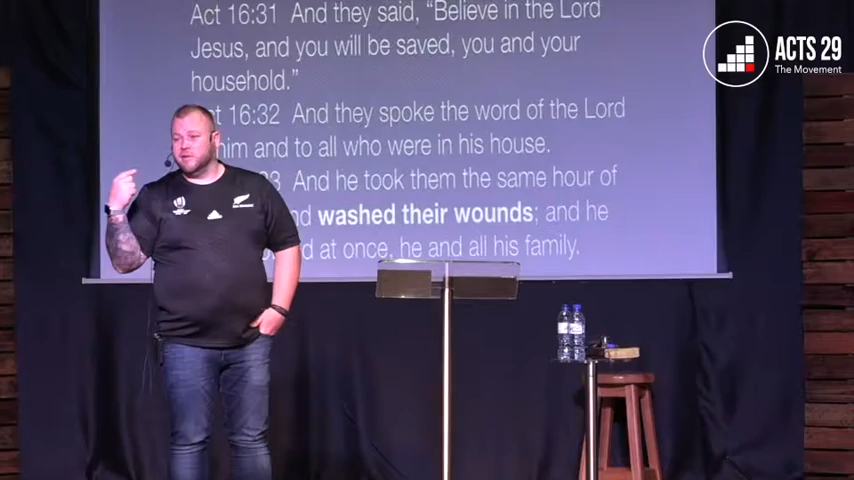 Act 16:31 And they said, “Believe in the Lord
Jesus, and you will be saved, you and your
household.”
ct 16:32 And they spoke the word of the Lord
him and to all who were in his house.
3 And he took them the same hour of
nd washed their wounds; and he
d at once, he and all his family.
ACTS 29
The Movement